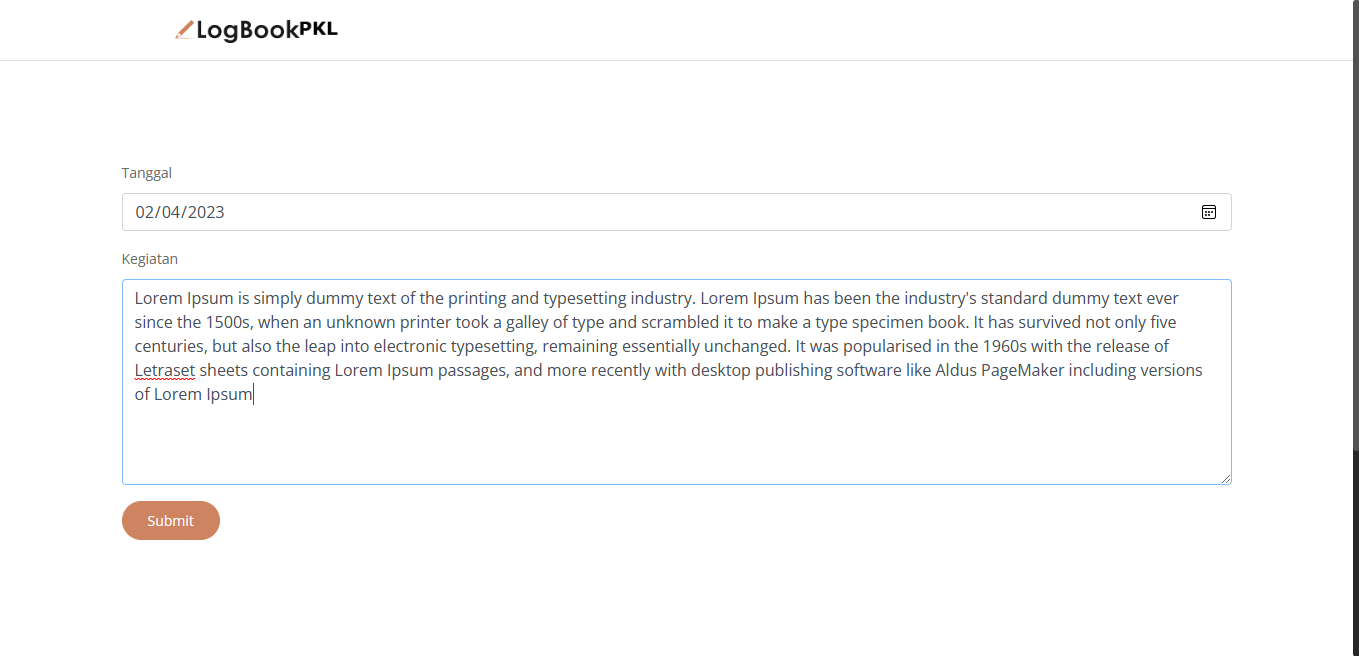 LogBookPKL
Tanggal
02/04/2023
Kegiatan
Lorem Ipsum is simply dummy text of the printing and typesetting industry. Lorem Ipsum has been the industry's standard dummy text ever
since the 1500s, when an unknown printer took a galley of type and scrambled it to make a type specimen book. It has survived not only five
centuries, but also the leap into electronic typesetting, remaining essentially unchanged. It was popularised in the 1960s with the release of
Letraset sheets containing Lorem Ipsum passages, and more recently with desktop publishing software like Aldus PageMaker including versions
of Lorem Ipsum
Submit